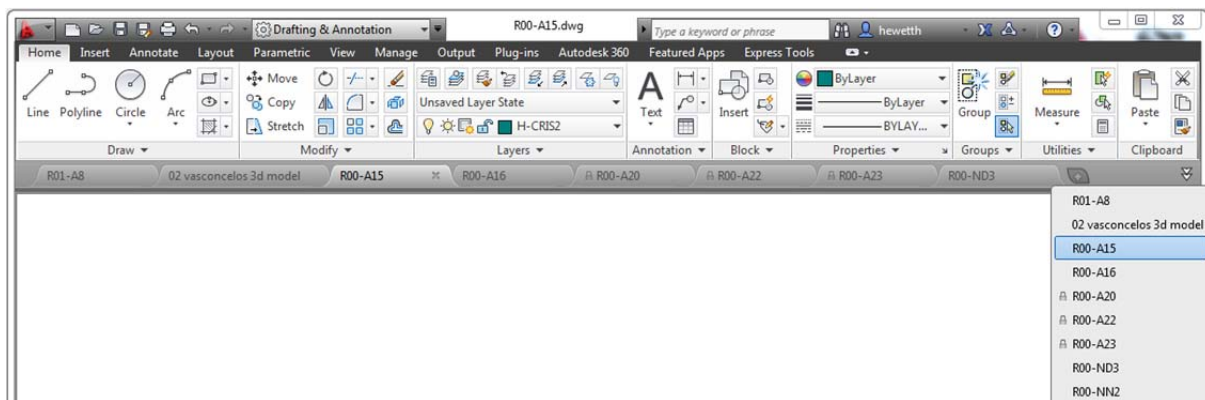 Drafting & Annotation R00-A15.dwg Type a keyword or phrase hewetth
Home Insert Annotate Layout Parametric View Manage Output Plug-ins Autodesk 360 Featured Apps Express Tools
Move ByLayer
Copy Unsaved Layer State ByLayer
Line Polyline Circle Arc Text Insert Group Measure Paste
Stretch H-CRIS2 BYLAY...
Draw Modify Layers Annotation Block Properties Groups Utilities Clipboard
R01-A8 02 vasconcelos 3d model R00-A15 R00-A16 R00-A20 R00-A22 R00-A23 R00-ND3
R01-A8
02 vasconcelos 3d model
R00-A15
R00-A16
R00-A20
R00-A22
R00-A23
R00-ND3
R00-NN2